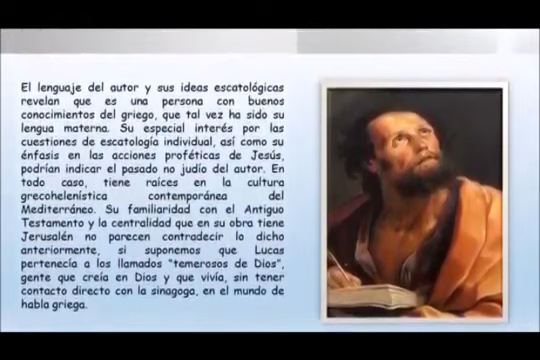 El lenguaje del autor y sus ideas escatológicas
revelan que es una persona con buenos
conocimientos del griego, que tal vez ha sido su
lengua materna. Su especial interés por las
cuestiones de escatología individual, así como su
énfasis en las acciones proféticas de Jesús,
podrían indicar el pasado no judío del autor. En
todo caso, tiene raíces en la cultura
grecohelenística contemporánea del
Mediterráneo. Su familiaridad con el Antiguo
Testamento y la centralidad que en su obra tiene
Jerusalén no parecen contradecir lo dicho
anteriormente, si suponemos que Lucas
pertenecía a los llamados "temerosos de Dios",
gente que creía en Dios y que vivía, sin tener
contacto directo con la sinagoga, en el mundo de
habla griega.